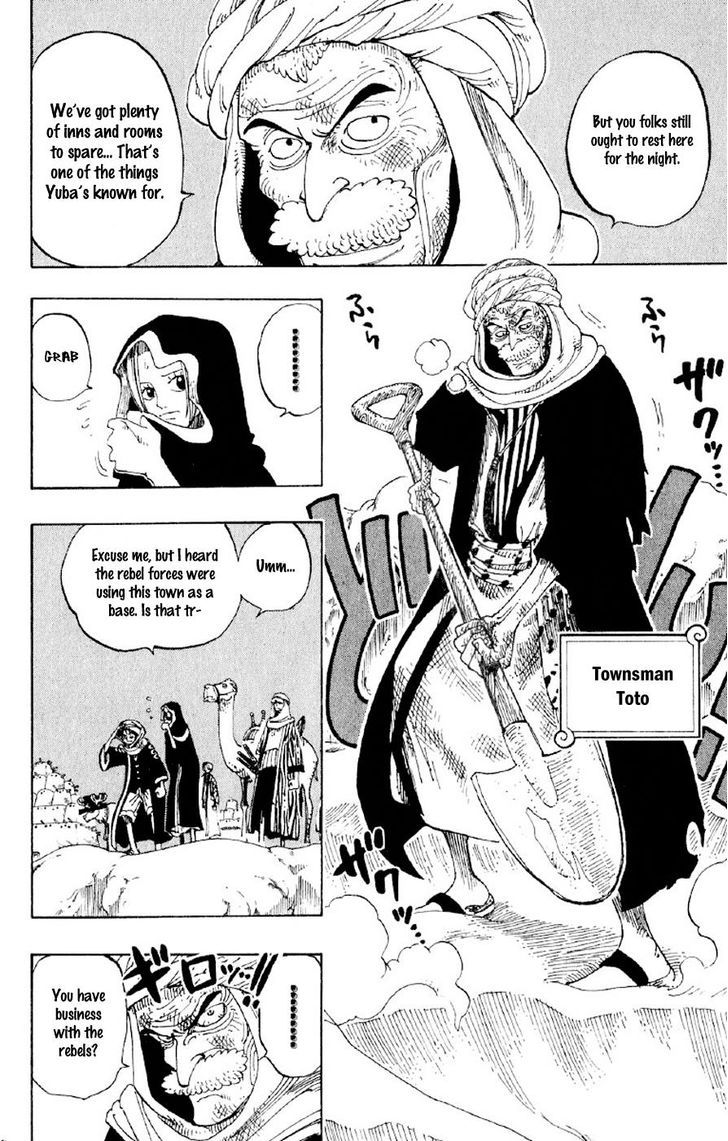 But you folks still
ought to rest here
for the night.
We've got plenty
of inns and rooms
to spare... That's
one of the things
Yuba's known for.
ふら
ふら
ザクッ…
Townsman
Toto
ザクッ…
GRAB
Umm...
Excuse me, but I heard
the rebel forces were
using this town as a
base. Is that tr-
ギロッ!!
You have
business
with the
rebels?